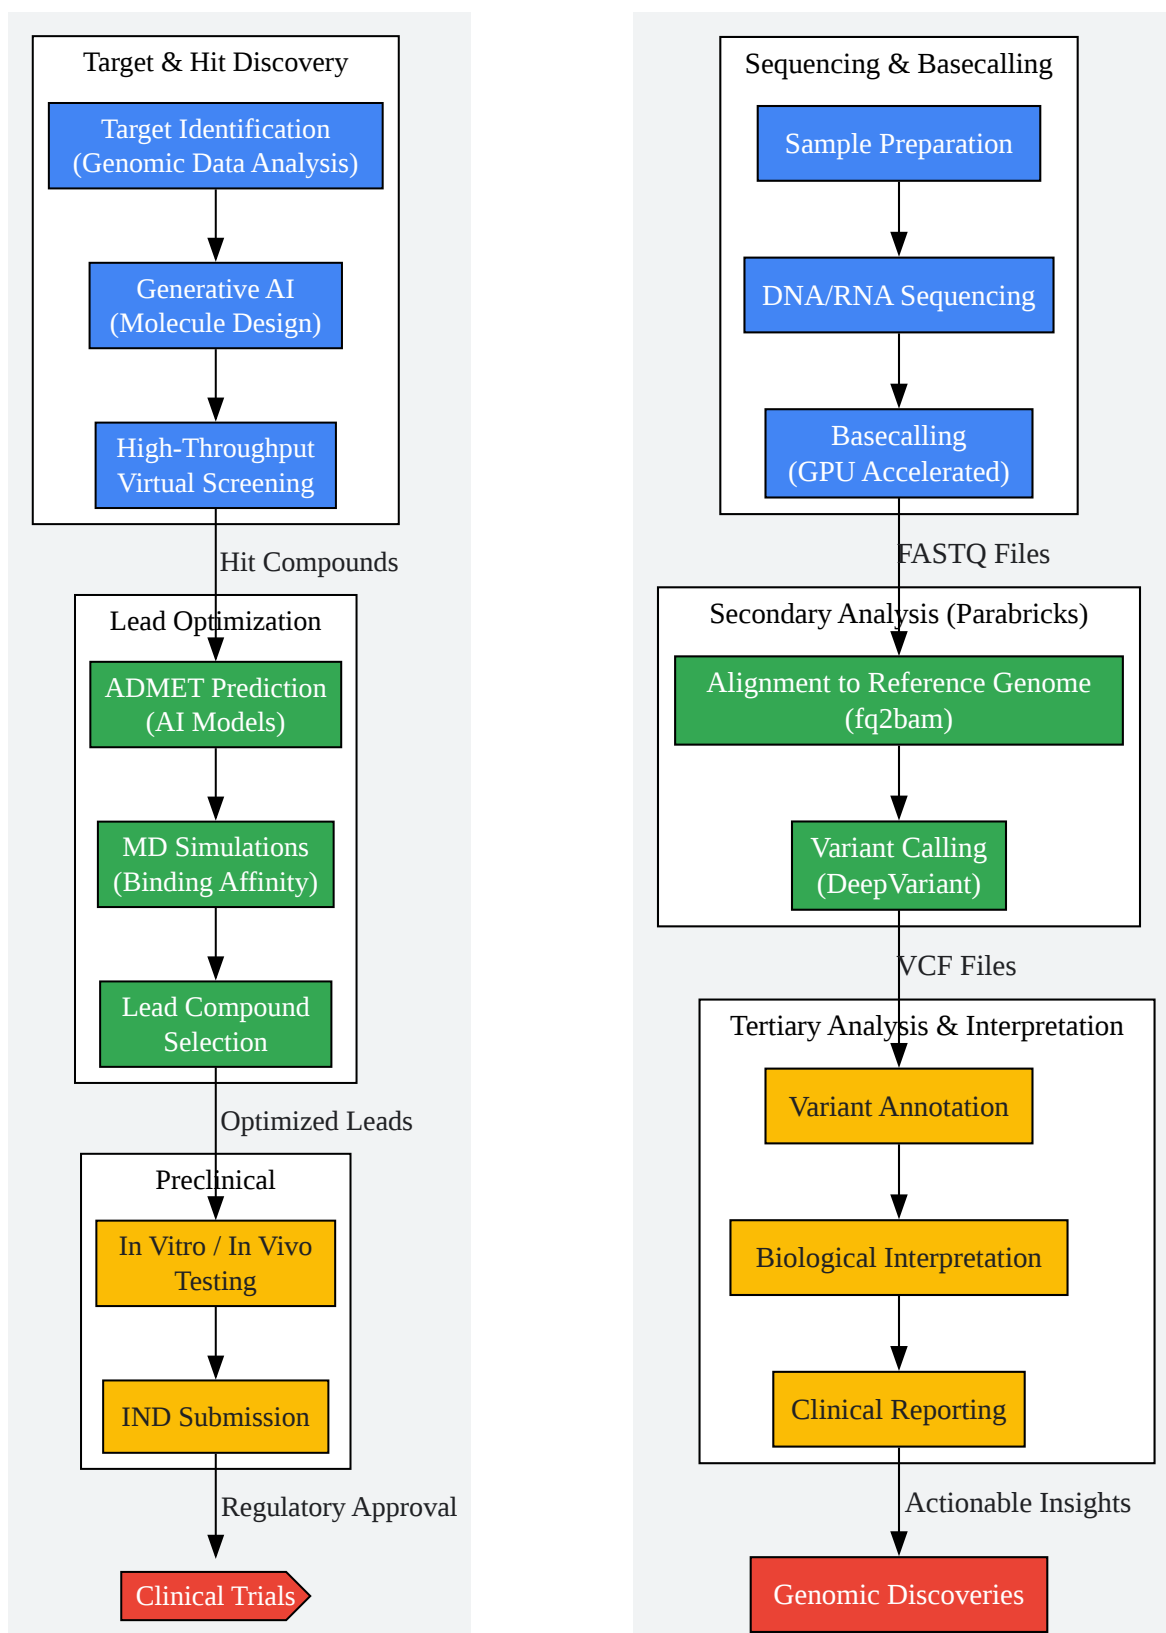 Target & Hit Discovery
Target Identification
(Genomic Data Analysis)
Generative AI
(Molecule Design)
High-Throughput
Virtual Screening
Hit Compounds
Lead Optimization
ADMET Prediction
(AI Models)
MD Simulations
(Binding Affinity)
Lead Compound
Selection
Optimized Leads
Preclinical
In Vitro / In Vivo
Testing
IND Submission
Regulatory Approval
Clinical Trials
Sequencing & Basecalling
Sample Preparation
DNA/RNA Sequencing
Basecalling
(GPU Accelerated)
FASTQ Files
Secondary Analysis (Parabricks)
Alignment to Reference Genome
(fq2bam)
Variant Calling
(DeepVariant)
VCF Files
Tertiary Analysis & Interpretation
Variant Annotation
Biological Interpretation
Clinical Reporting
Actionable Insights
Genomic Discoveries